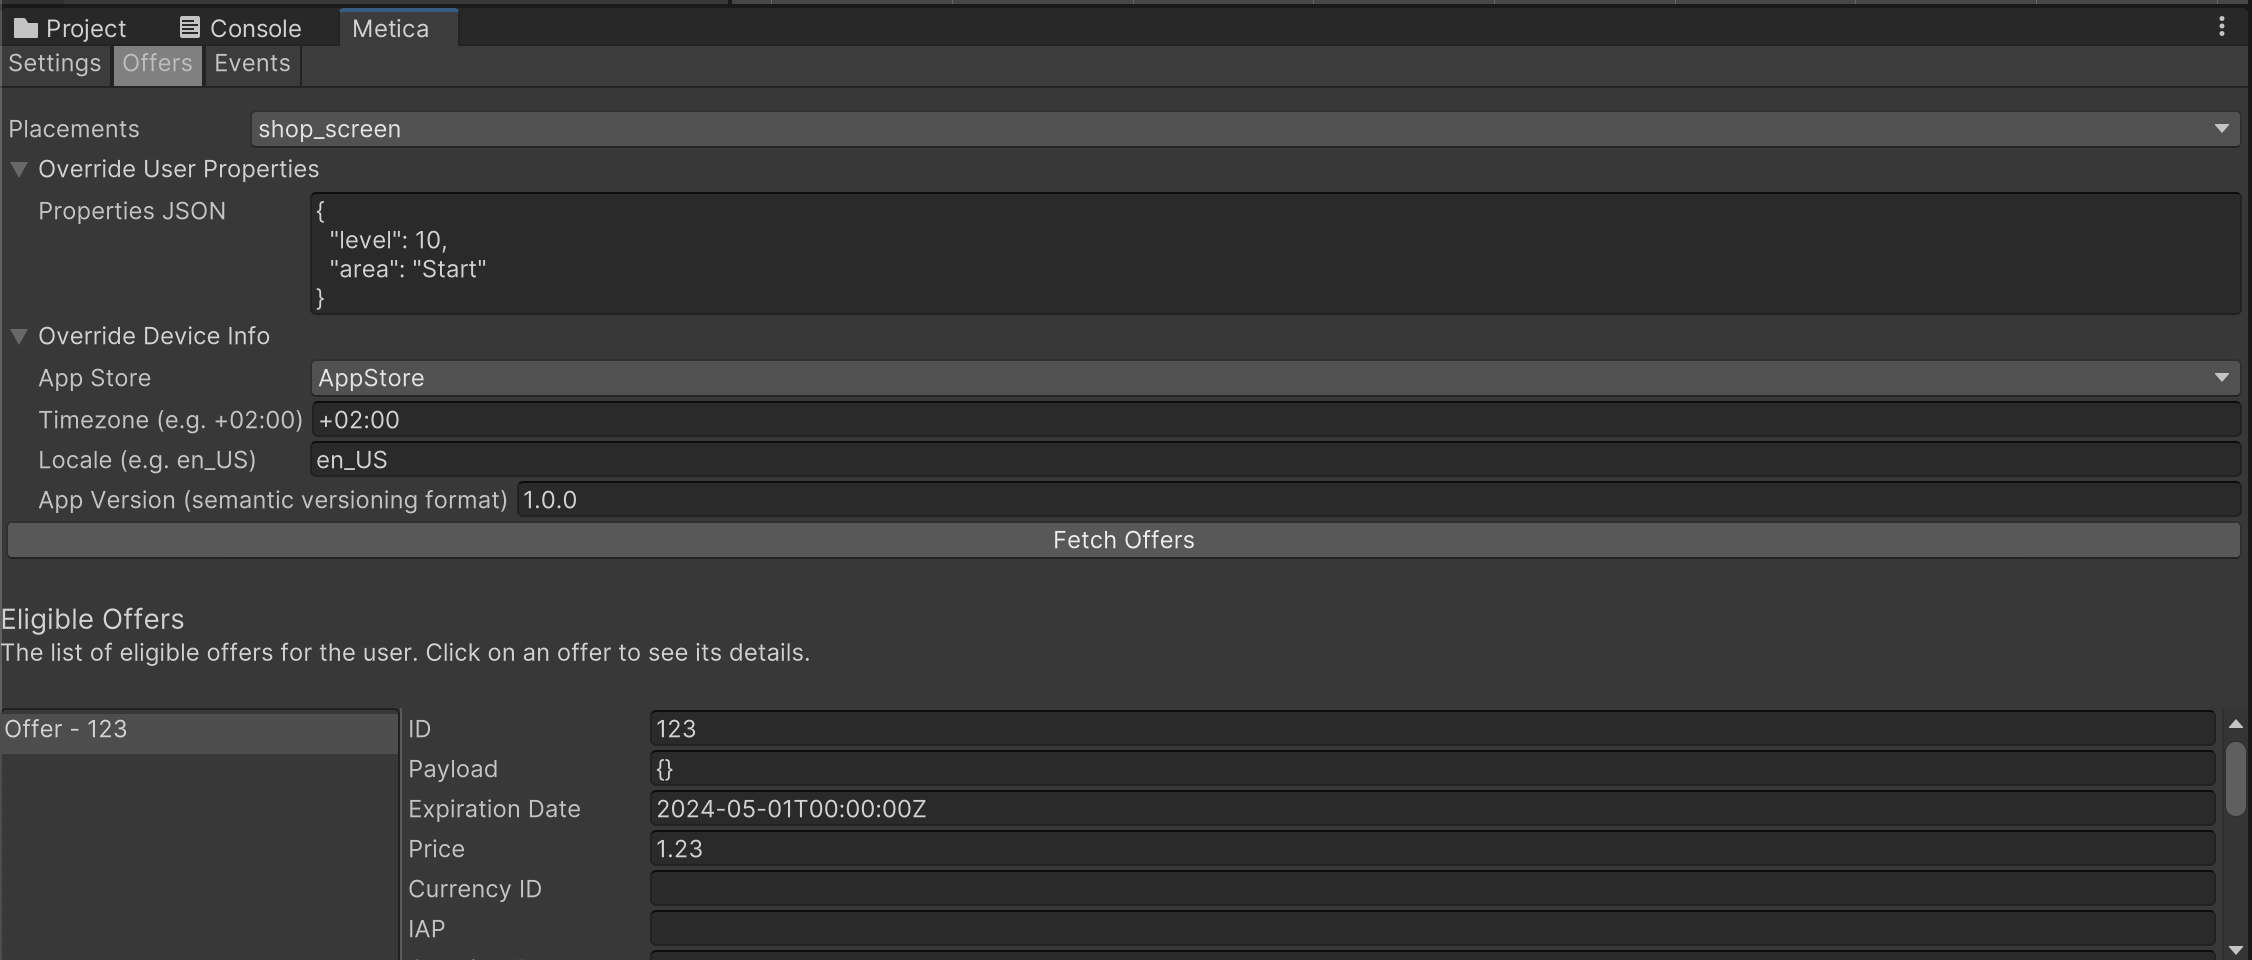 Project Console Metica
Settings Offers Events
Placements shop_screen
Override User Properties
Properties JSON {
"level": 10,
"area": "Start"
}
Override Device Info
App Store AppStore
Timezone (e.g. +02:00) +02:00
Locale (e.g. en_US) en_US
App Version (semantic versioning format) 1.0.0
Fetch Offers
Eligible Offers
The list of eligible offers for the user. Click on an offer to see its details.
Offer - 123 ID 123
Payload {}
Expiration Date 2024-05-01T00:00:00Z
Price 1.23
Currency ID
IAP